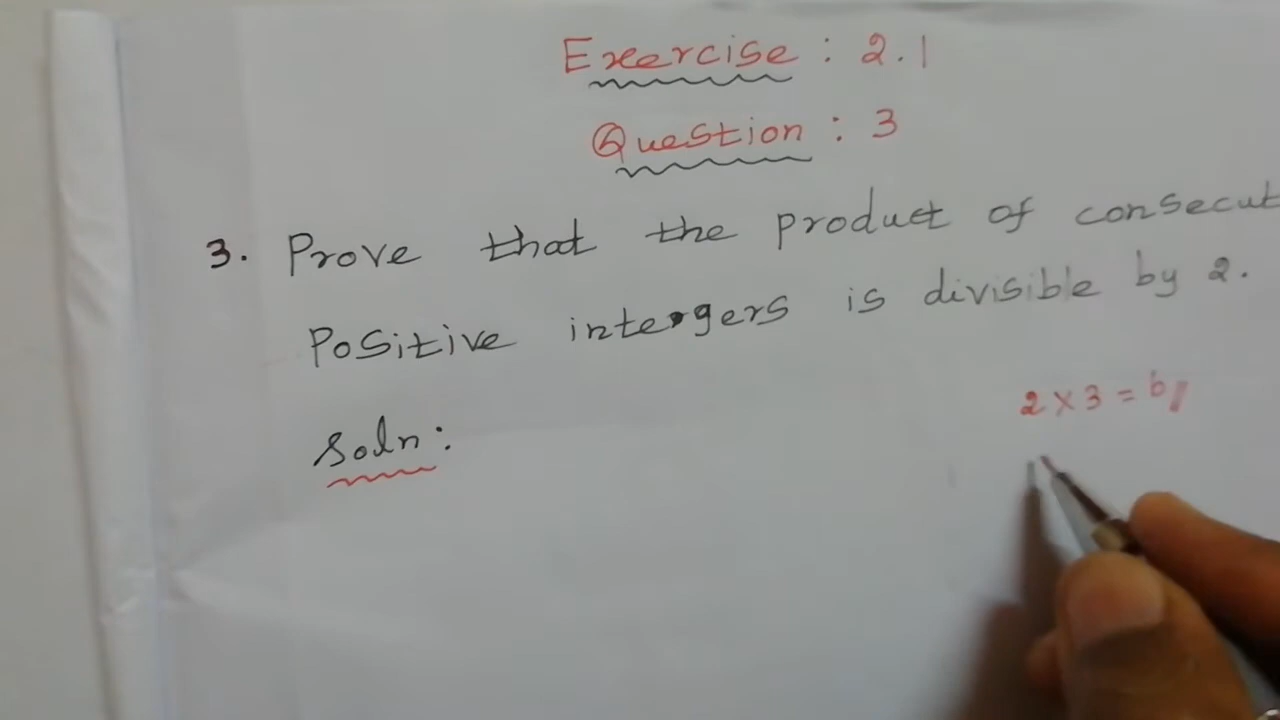 Exercise : 2.1
Question : 3
3. Prove that the product of consecut
Positive intergers is divisible by 2.
2 x 3 = 6//
Soln: